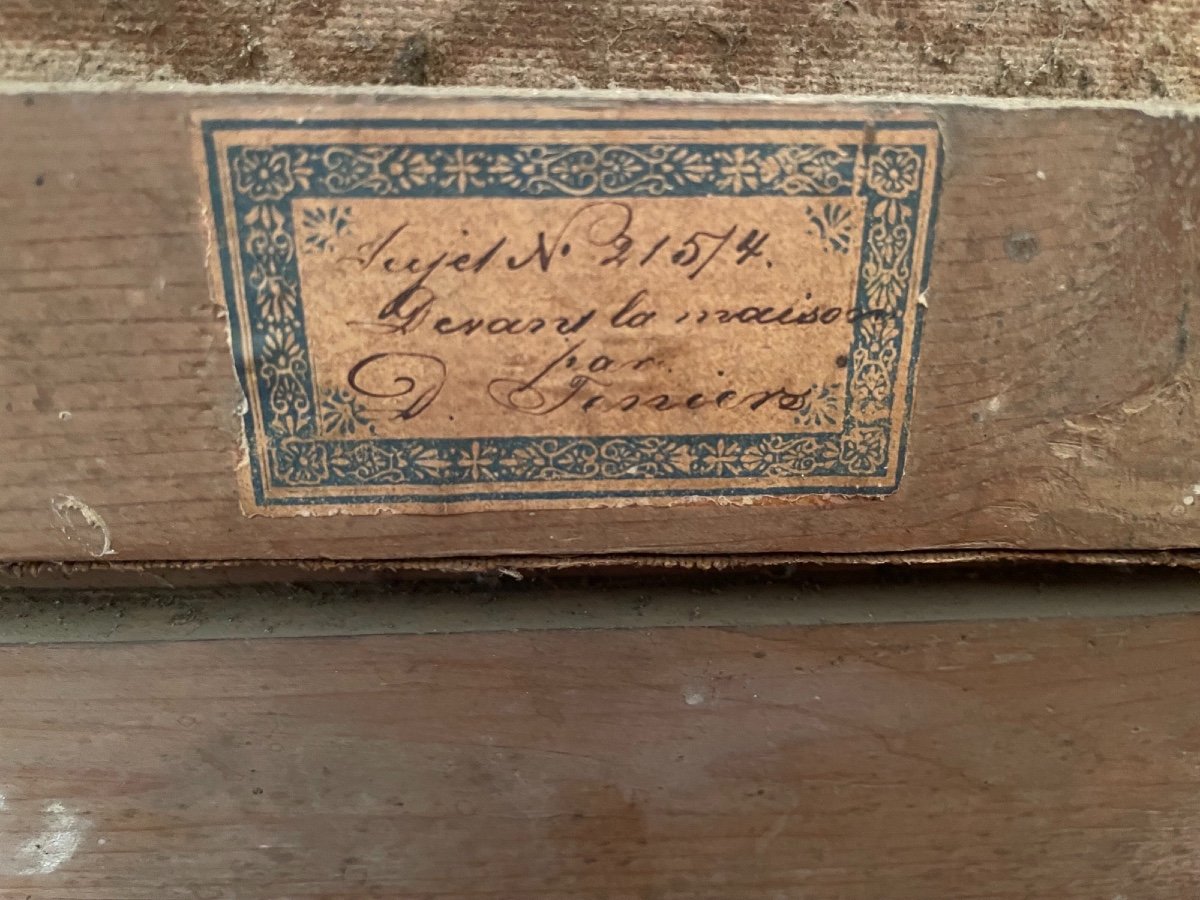 Sujet N. 215/4.
Devant la maison
par
D. Teniers